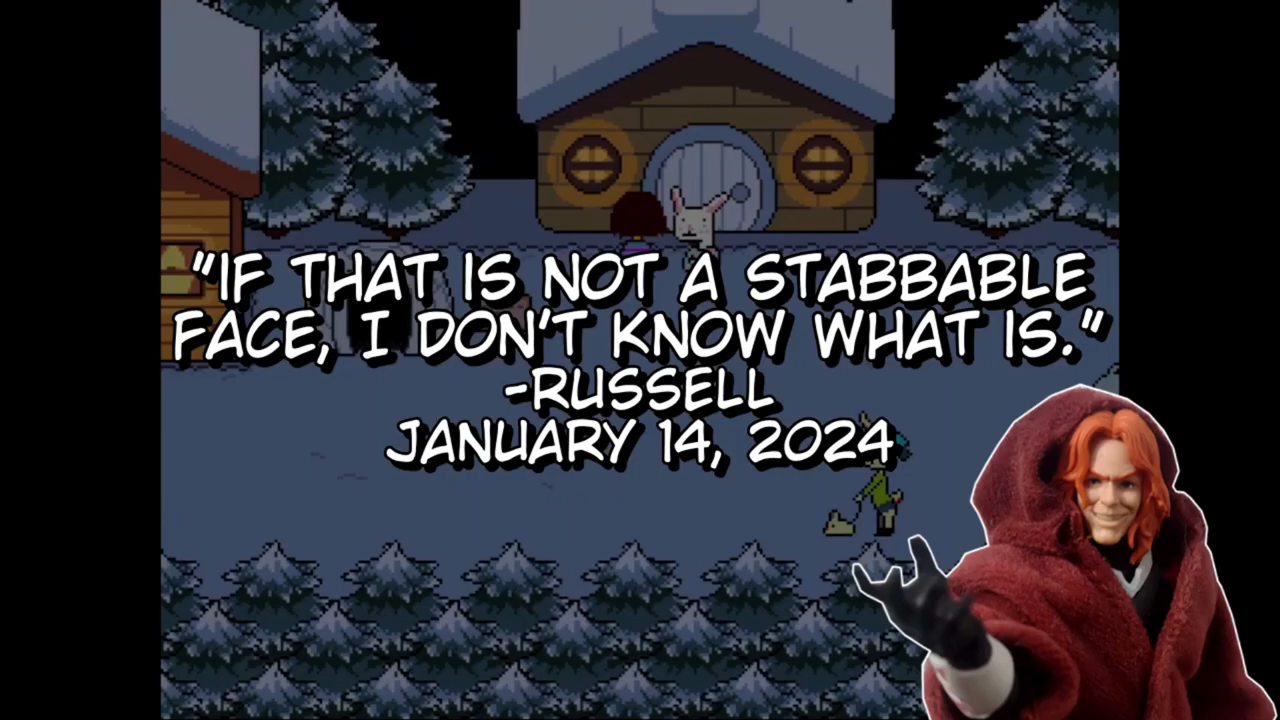 "IF THAT IS NOT A STABBABLE
FACE, I DON'T KNOW WHAT IS."
-RUSSELL
JANUARY 14, 2024